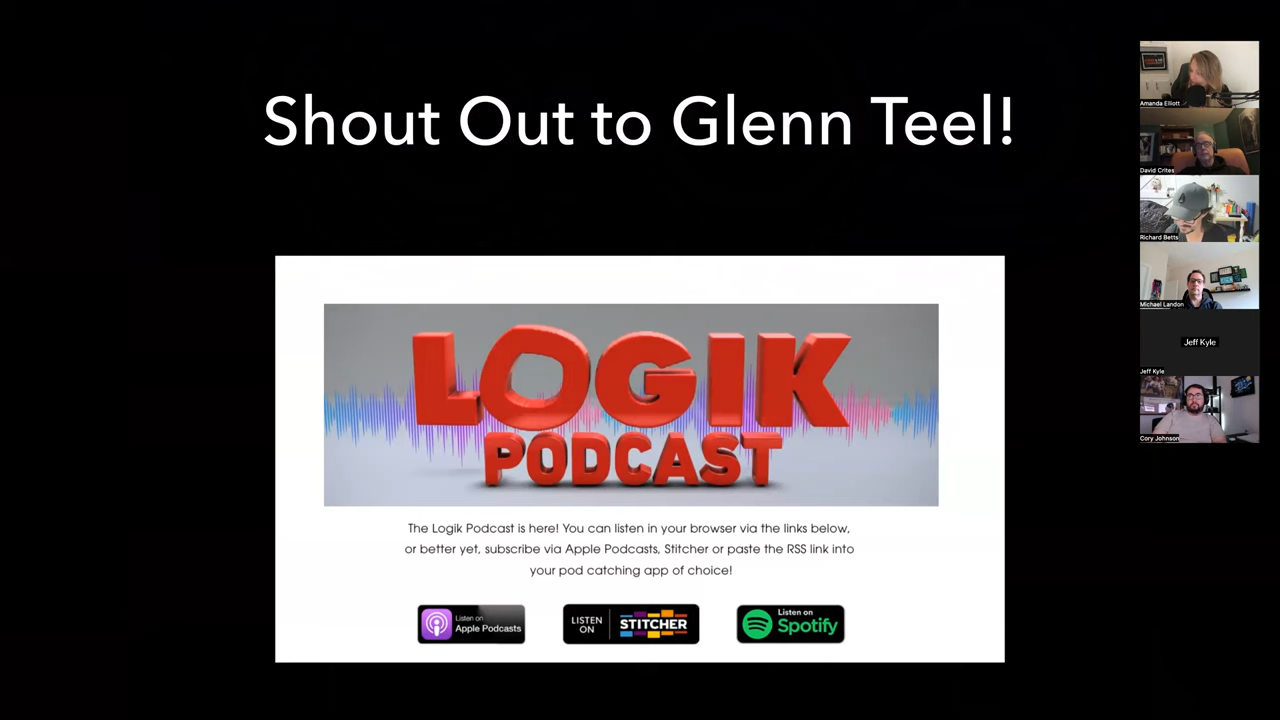 Shout Out to Glenn Teel!
LOGIK
PODCAST
The Logik Podcast is here! You can listen in your browser via the links below,
or better yet, subscribe via Apple Podcasts, Stitcher or paste the RSS link into
your pod catching app of choice!
Listen on
Apple Podcasts
LISTEN
ON
STITCHER
Listen on
Spotify
Amanda Elliott
David Crites
Richard Betts
Michael Landon
Jeff Kyle
Jeff Kyle
Cory Johnson